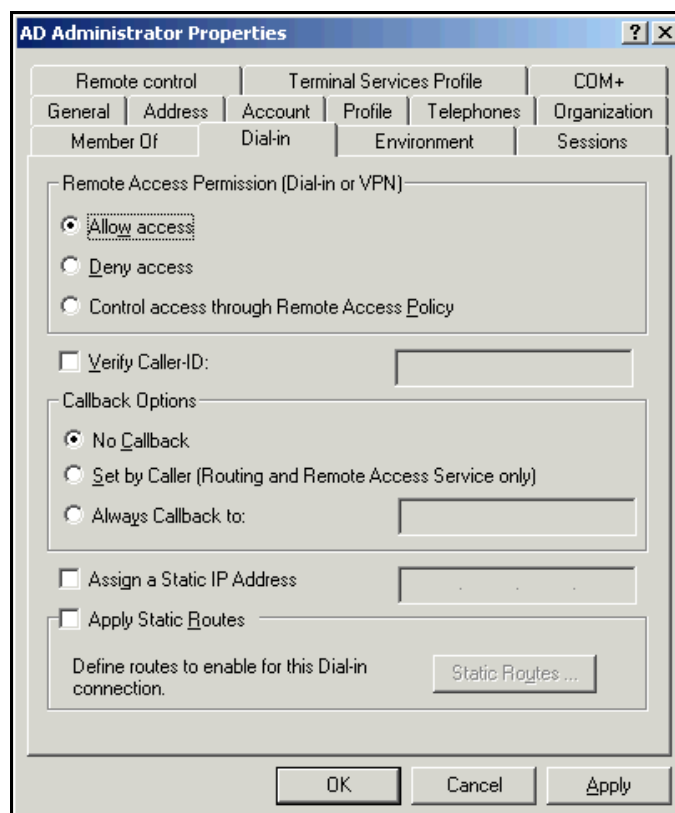 AD Administrator Properties
Remote control Terminal Services Profile COM+
General Address Account Profile Telephones Organization
Member Of Dial-in Environment Sessions
Remote Access Permission (Dial-in or VPN)
Allow access
Deny access
Control access through Remote Access Policy
Verify Caller-ID:
Callback Options
No Callback
Set by Caller (Routing and Remote Access Service only)
Always Callback to:
Assign a Static IP Address
Apply Static Routes
Define routes to enable for this Dial-in
connection.
Static Routes ...
OK Cancel Apply